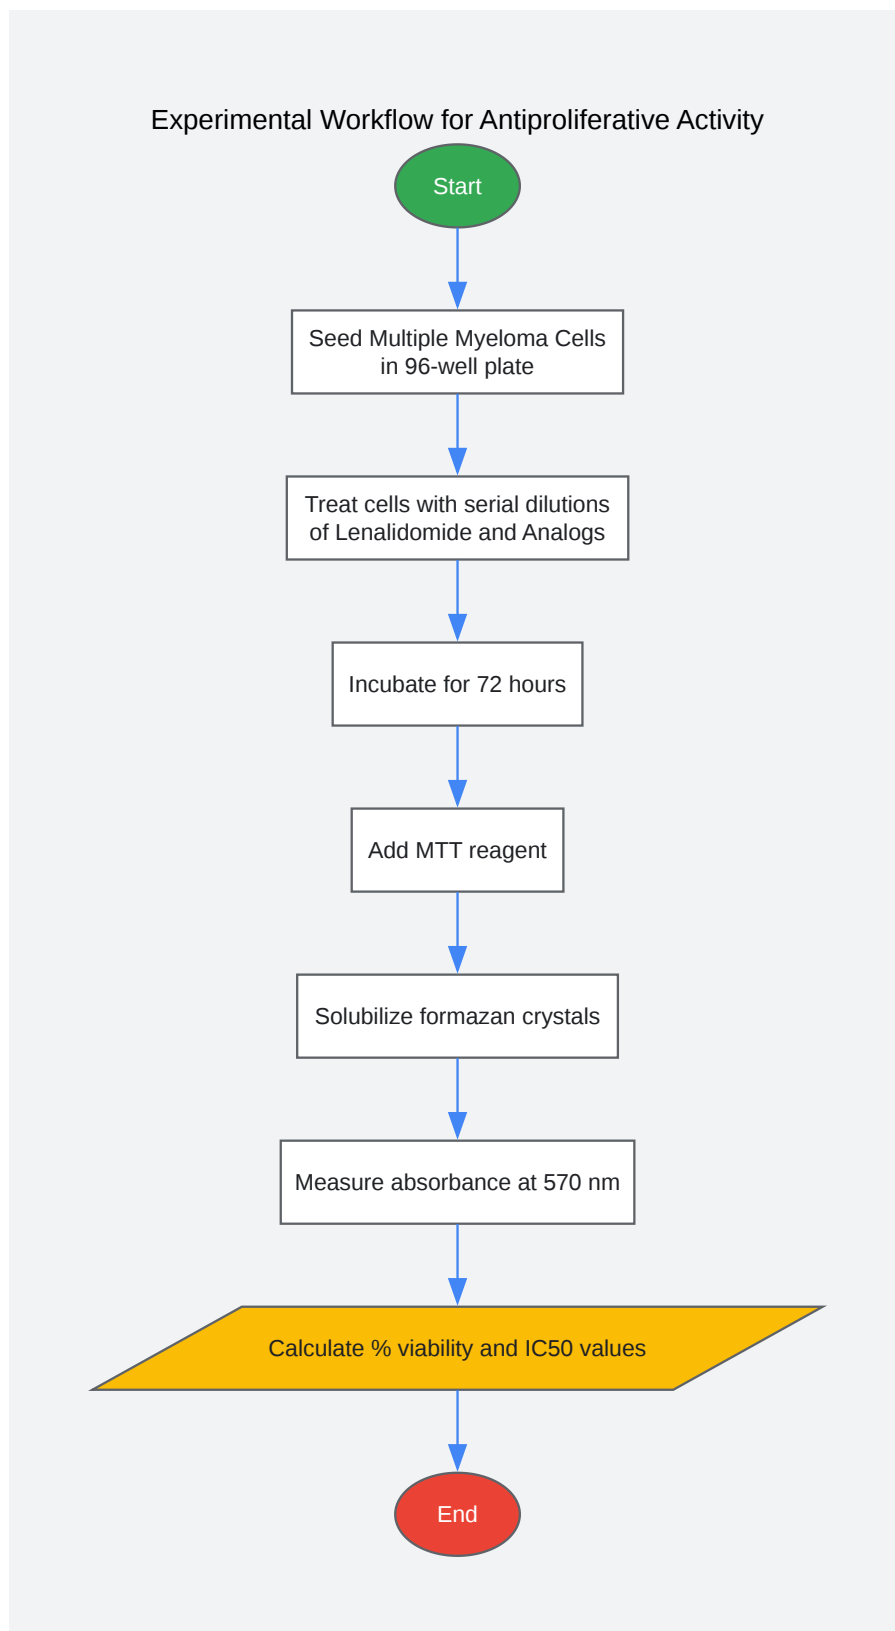 Experimental Workflow for Antiproliferative Activity
Start
Seed Multiple Myeloma Cells
in 96-well plate
Treat cells with serial dilutions
of Lenalidomide and Analogs
Incubate for 72 hours
Add MTT reagent
Solubilize formazan crystals
Measure absorbance at 570 nm
Calculate % viability and IC50 values
End